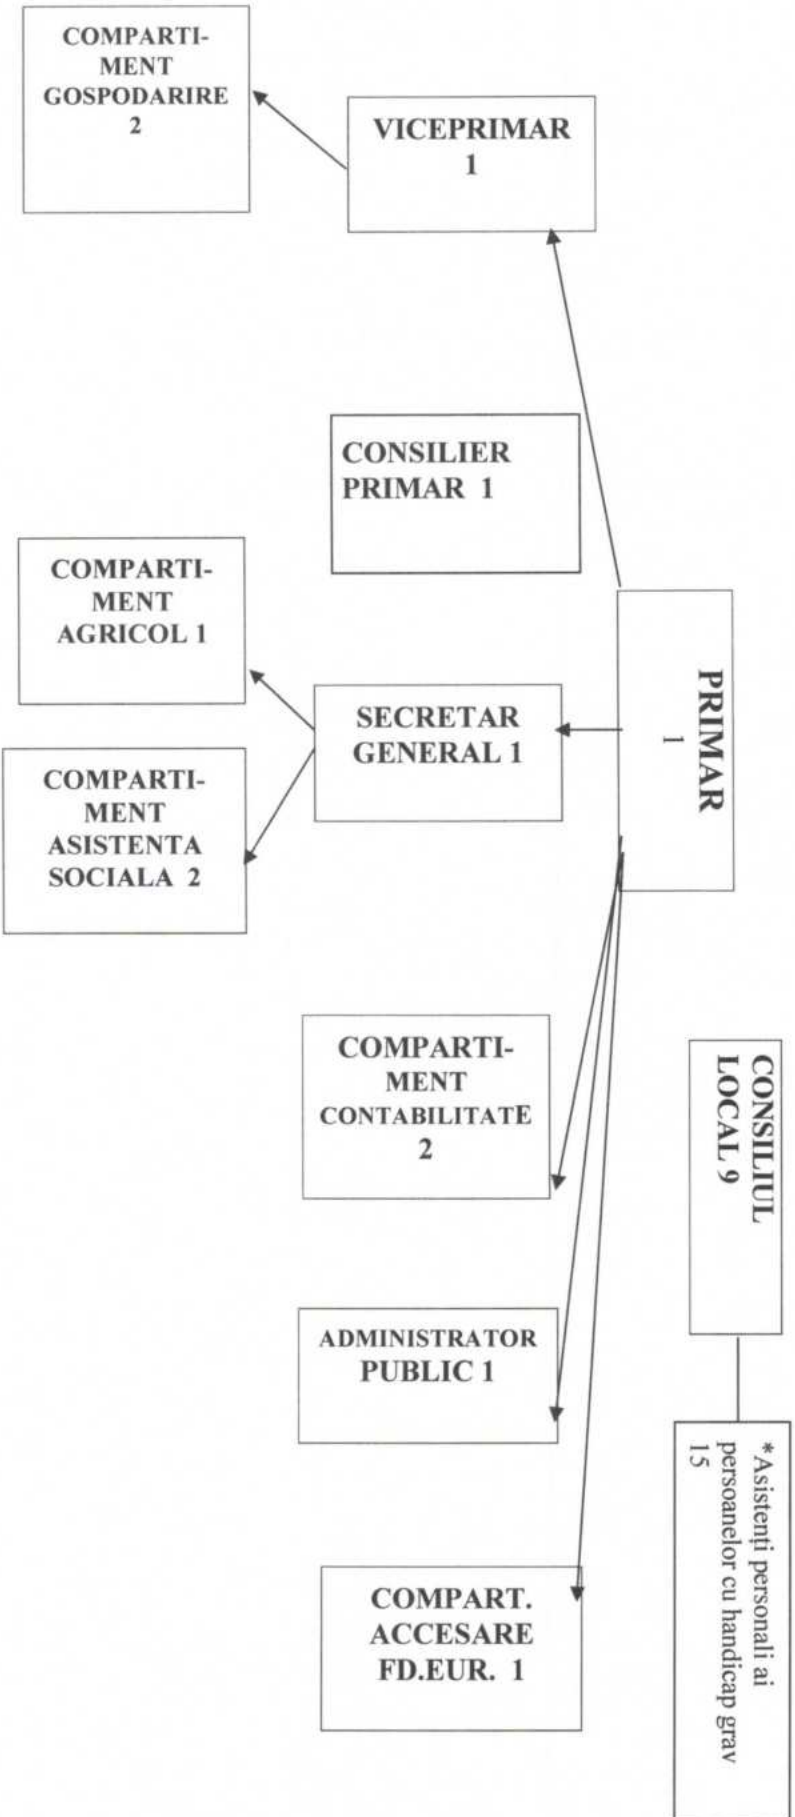 COMPARTI-
MENT
GOSPODARIRE
2
VICEPRIMAR
1
CONSILIER
PRIMAR 1
COMPARTI-
MENT
AGRICOL 1
SECRETAR
GENERAL 1
PRIMAR
1
COMPARTI-
MENT
ASISTENTA
SOCIALA 2
COMPARTI-
MENT
CONTABILITATE
2
CONSILIUL
LOCAL 9
ADMINISTRATOR
PUBLIC 1
*Asistenți personali ai
persoanelor cu handicap grav
15
COMPART.
ACCESARE
FD.EUR. 1